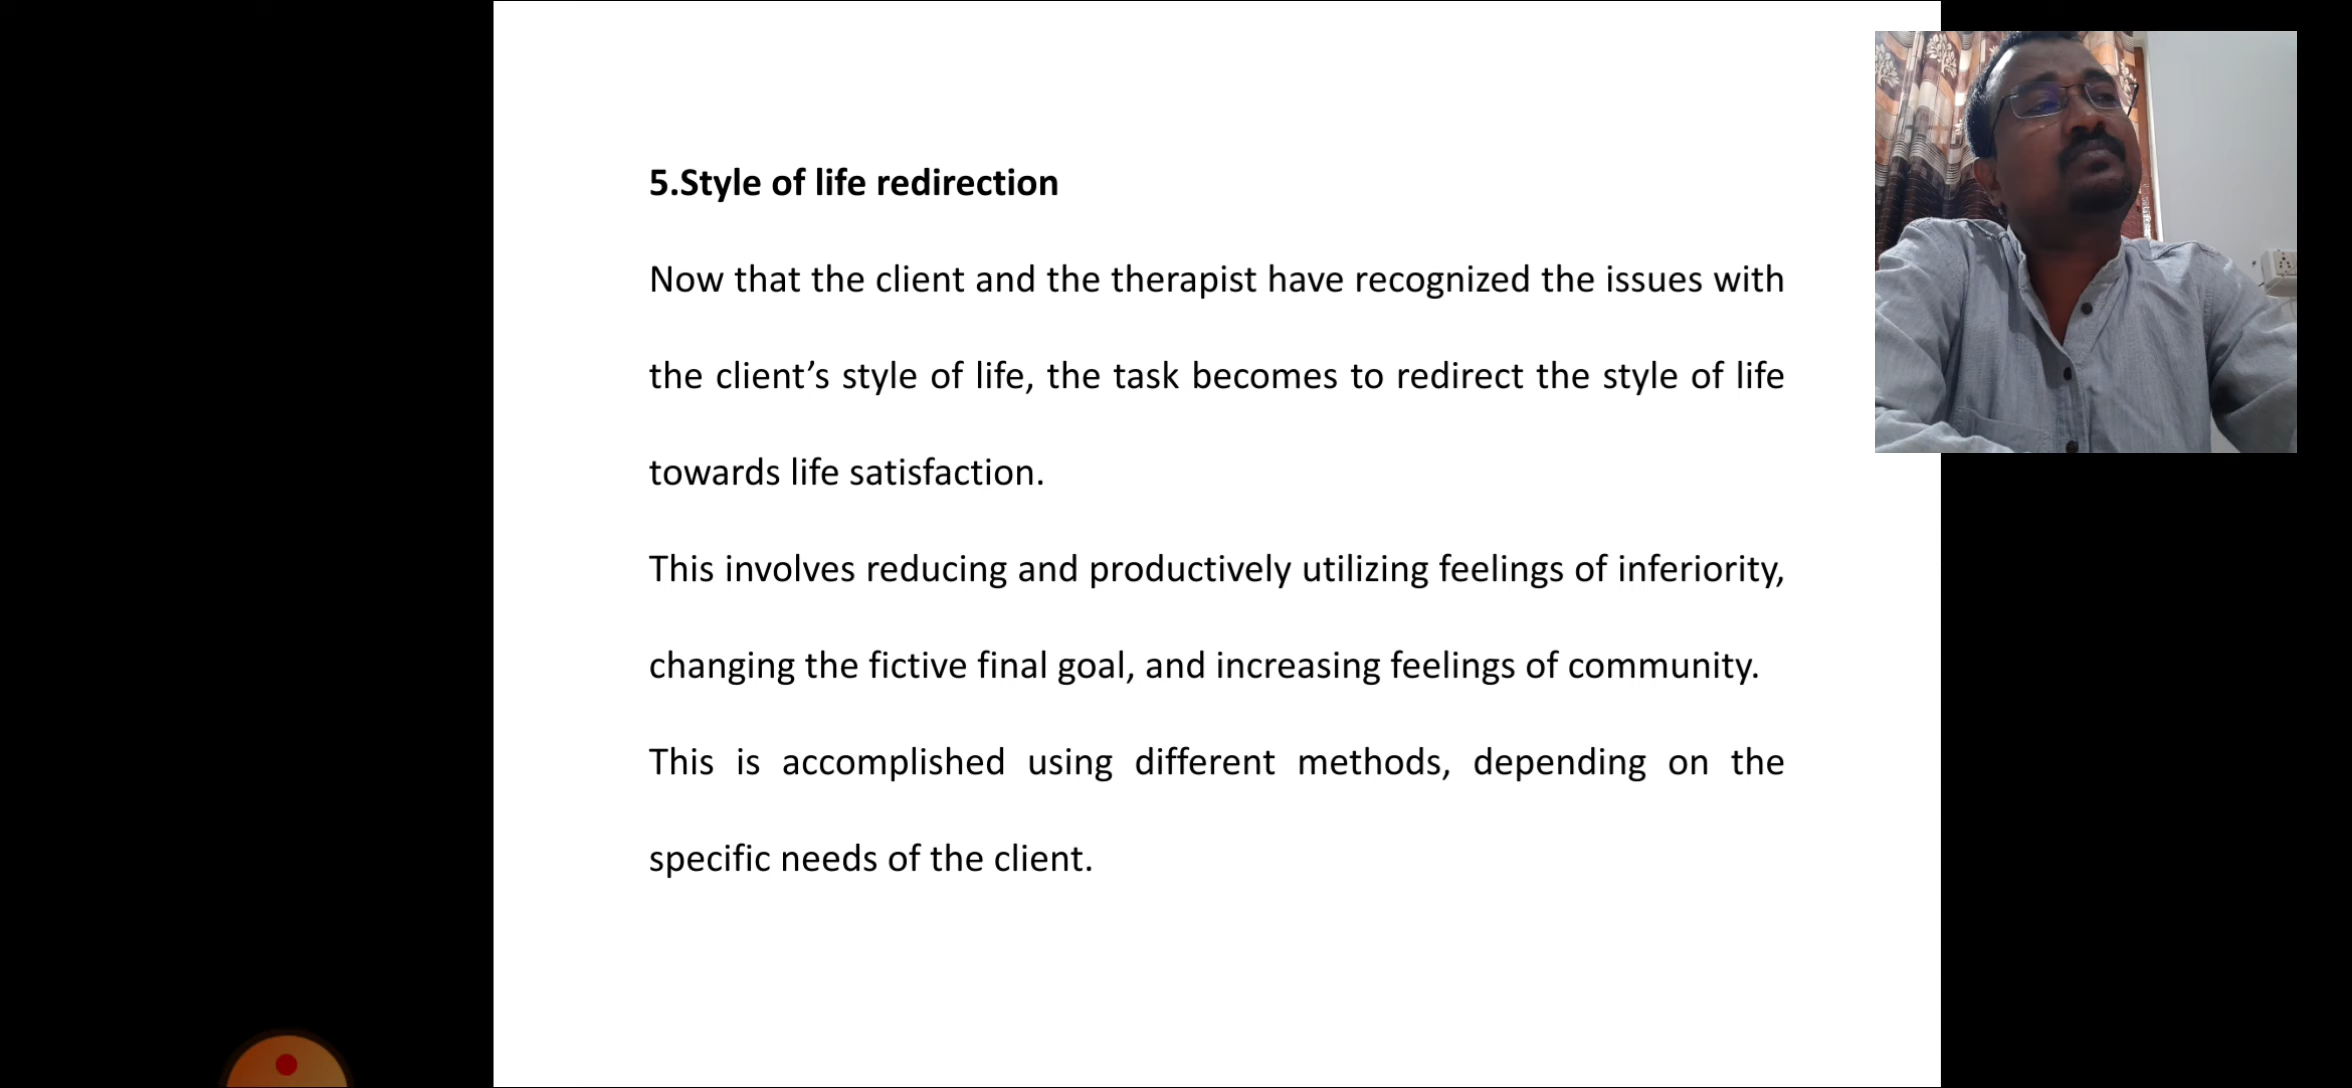 5.Style of life redirection
Now that the client and the therapist have recognized the issues with
the client’s style of life, the task becomes to redirect the style of life
towards life satisfaction.
This involves reducing and productively utilizing feelings of inferiority,
changing the fictive final goal, and increasing feelings of community.
This is accomplished using different methods, depending on the
specific needs of the client.